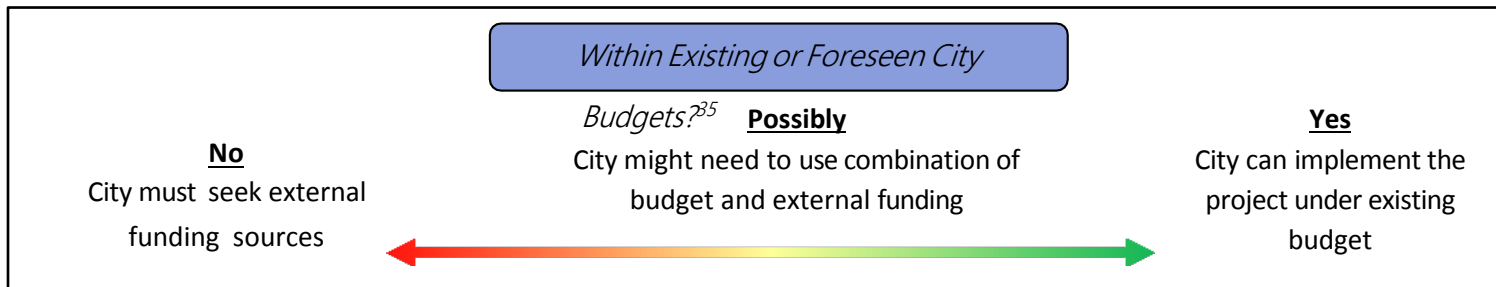 Within Existing or Foreseen City
Budgets?35
No
City must seek external
funding sources
Possibly
City might need to use combination of
budget and external funding
Yes
City can implement the
project under existing
budget